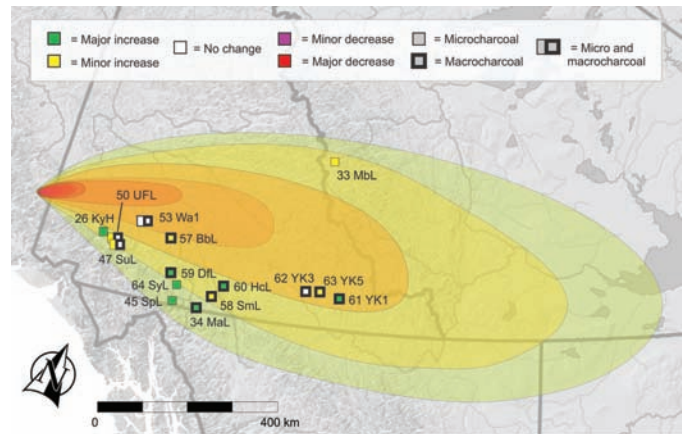 = Major increase
= Minor increase
= No change
= Minor decrease
= Major decrease
= Microcharcoal
= Macrocharcoal
= Micro and
macrocharcoal
33 MbL
50 UFL
26 KyH
53 Wa1
57 BbL
47 SuL
59 DfL
64 SyL
60 HcL
62 YK3
63 YK5
45 SpL
58 SmL
61 YK1
34 MaL
N
0
400 km